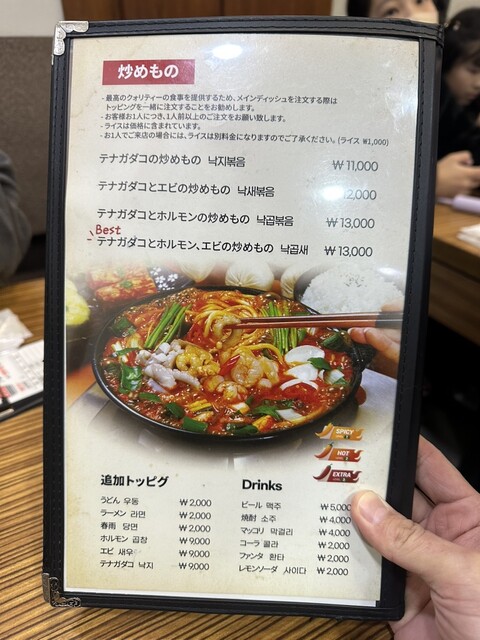 炒めもの
- 最高のクォリティーの食事を提供するため、メインディッシュを注文する際は
トッピングを一緒に注文することをお勧めします。
- お客様お1人につき、1人前以上のご注文をお願い致します。
- ライスは価格に含まれています。
- お1人でご来店の場合には、ライスは別料金になりますのでご了承ください。(ライス ₩1,000)
テナガダコの炒めもの 낙지볶음 ₩ 11,000
テナガダコとエビの炒めもの 낙새볶음 2,000
テナガダコとホルモンの炒めもの 낙곱볶음 ₩ 13,000
Best
テナガダコとホルモン、エビの炒めもの 낙곱새 ₩ 13,000
SPICY
HOT
EXTRA
追加トッピグ
うどん 우동 ₩ 2,000
ラーメン 라면 ₩ 2,000
春雨 당면 ₩ 2,000
ホルモン 곱창 ₩ 9,000
エビ 새우 ₩ 9,000
テナガダコ 낙지 ₩ 9,000
Drinks
ビール 맥주 ₩ 5,000
焼酎 소주 ₩ 4,000
マッコリ 막걸리 ₩ 4,000
コーラ 콜라 ₩ 2,000
ファンタ 환타 ₩ 2,000
レモンソーダ 사이다 ₩ 2,000